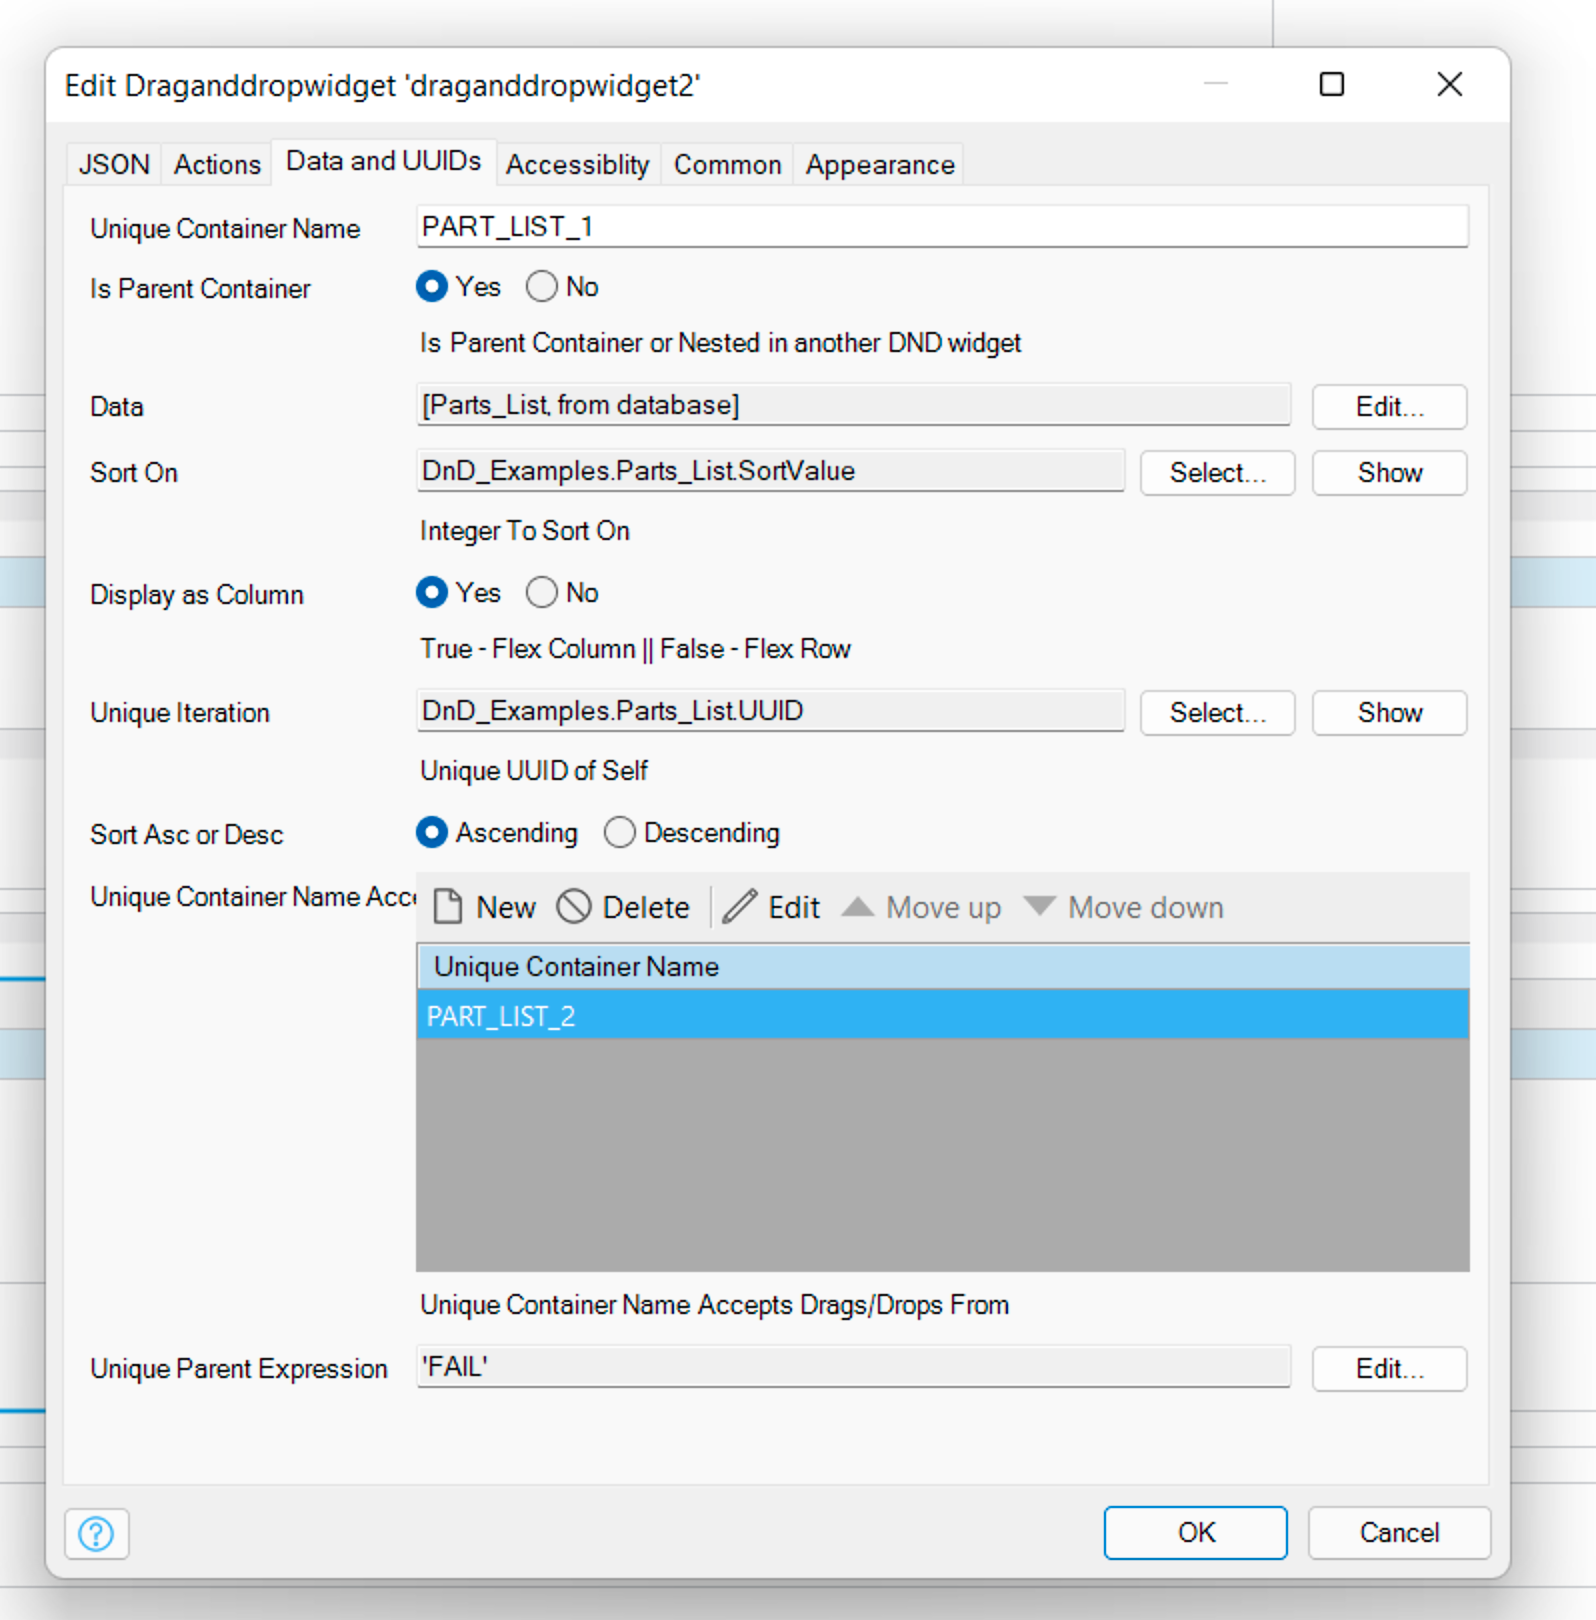 Edit Draganddropwidget 'draganddropwidget2'
JSON Actions Data and UUIDs Accessiblity Common Appearance
Unique Container Name PART_LIST_1
Is Parent Container Yes No
Is Parent Container or Nested in another DND widget
Data [Parts_List, from database] Edit...
Sort On DnD_Examples.Parts_List.SortValue Select... Show
Integer To Sort On
Display as Column Yes No
True - Flex Column || False - Flex Row
Unique Iteration DnD_Examples.Parts_List.UUID Select... Show
Unique UUID of Self
Sort Asc or Desc Ascending Descending
Unique Container Name Acce New Delete Edit Move up Move down
Unique Container Name
PART_LIST_2
Unique Container Name Accepts Drags/Drops From
Unique Parent Expression 'FAIL' Edit...
? OK Cancel